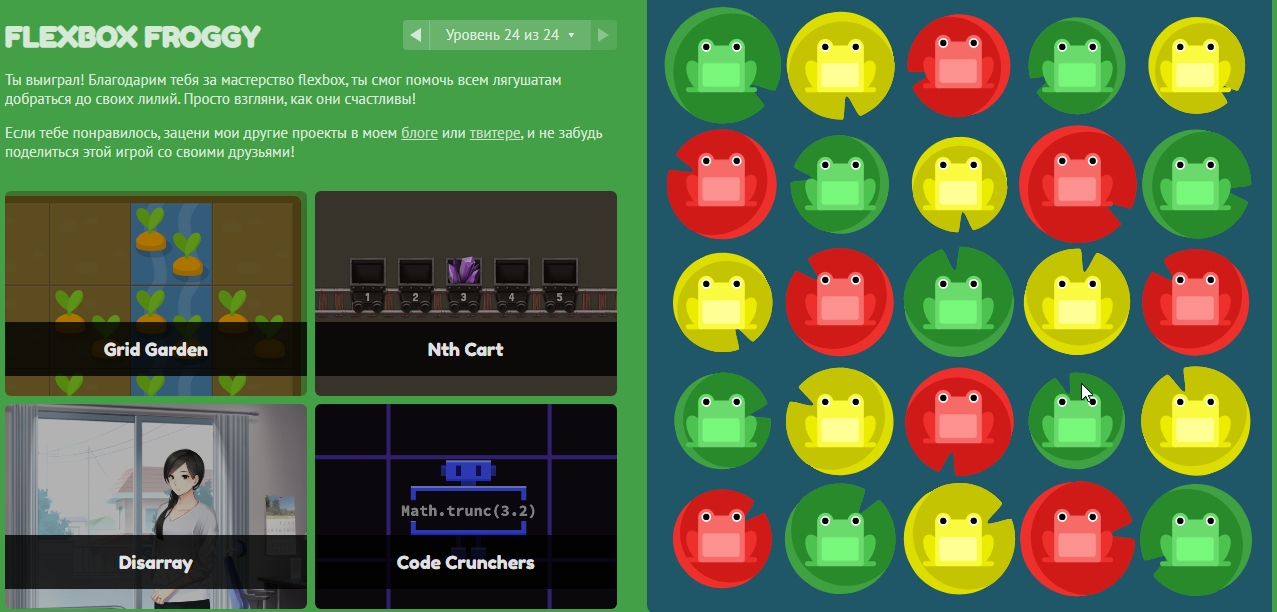 FLEXBOX FROGGY
Уровень 24 из 24
Ты выиграл! Благодарим тебя за мастерство flexbox, ты смог помочь всем лягушатам
добраться до своих лилий. Просто взгляни, как они счастливы!
Если тебе понравилось, зацени мои другие проекты в моем блоге или твитере, и не забудь
поделиться этой игрой со своими друзьями!
Grid Garden
1 2 3 4 5
Nth Cart
Disarray
Math.trunc(3.2)
Code Crunchers